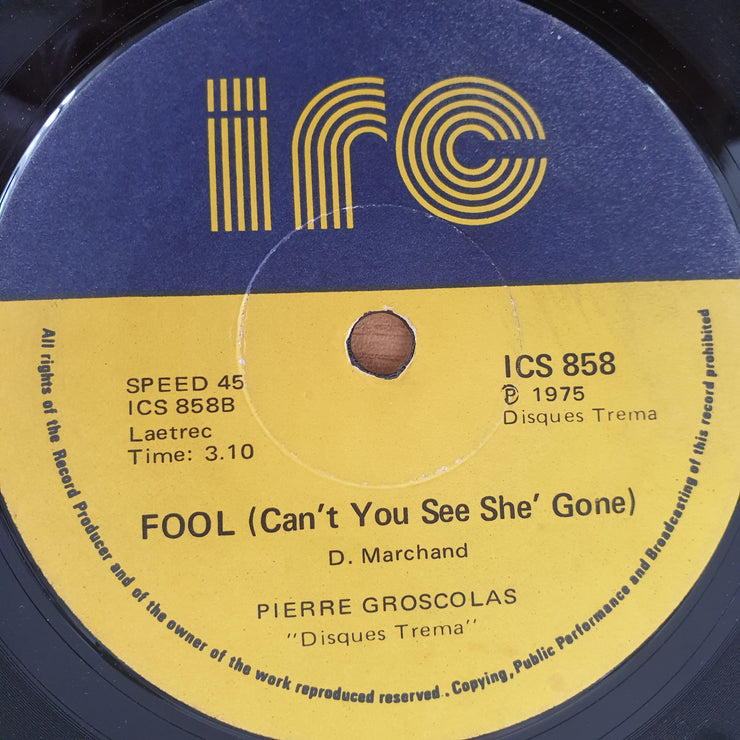 irc
SPEED 45
ICS 858B
Laetrec
Time: 3.10
ICS 858
℗ 1975
Disques Trema
FOOL (Can't You See She' Gone)
D. Marchand
PIERRE GROSCOLAS
"Disques Trema"
All rights of the Record Producer and of the owner of the work reproduced reserved. Copying, Public Performance and Broadcasting of this record prohibited